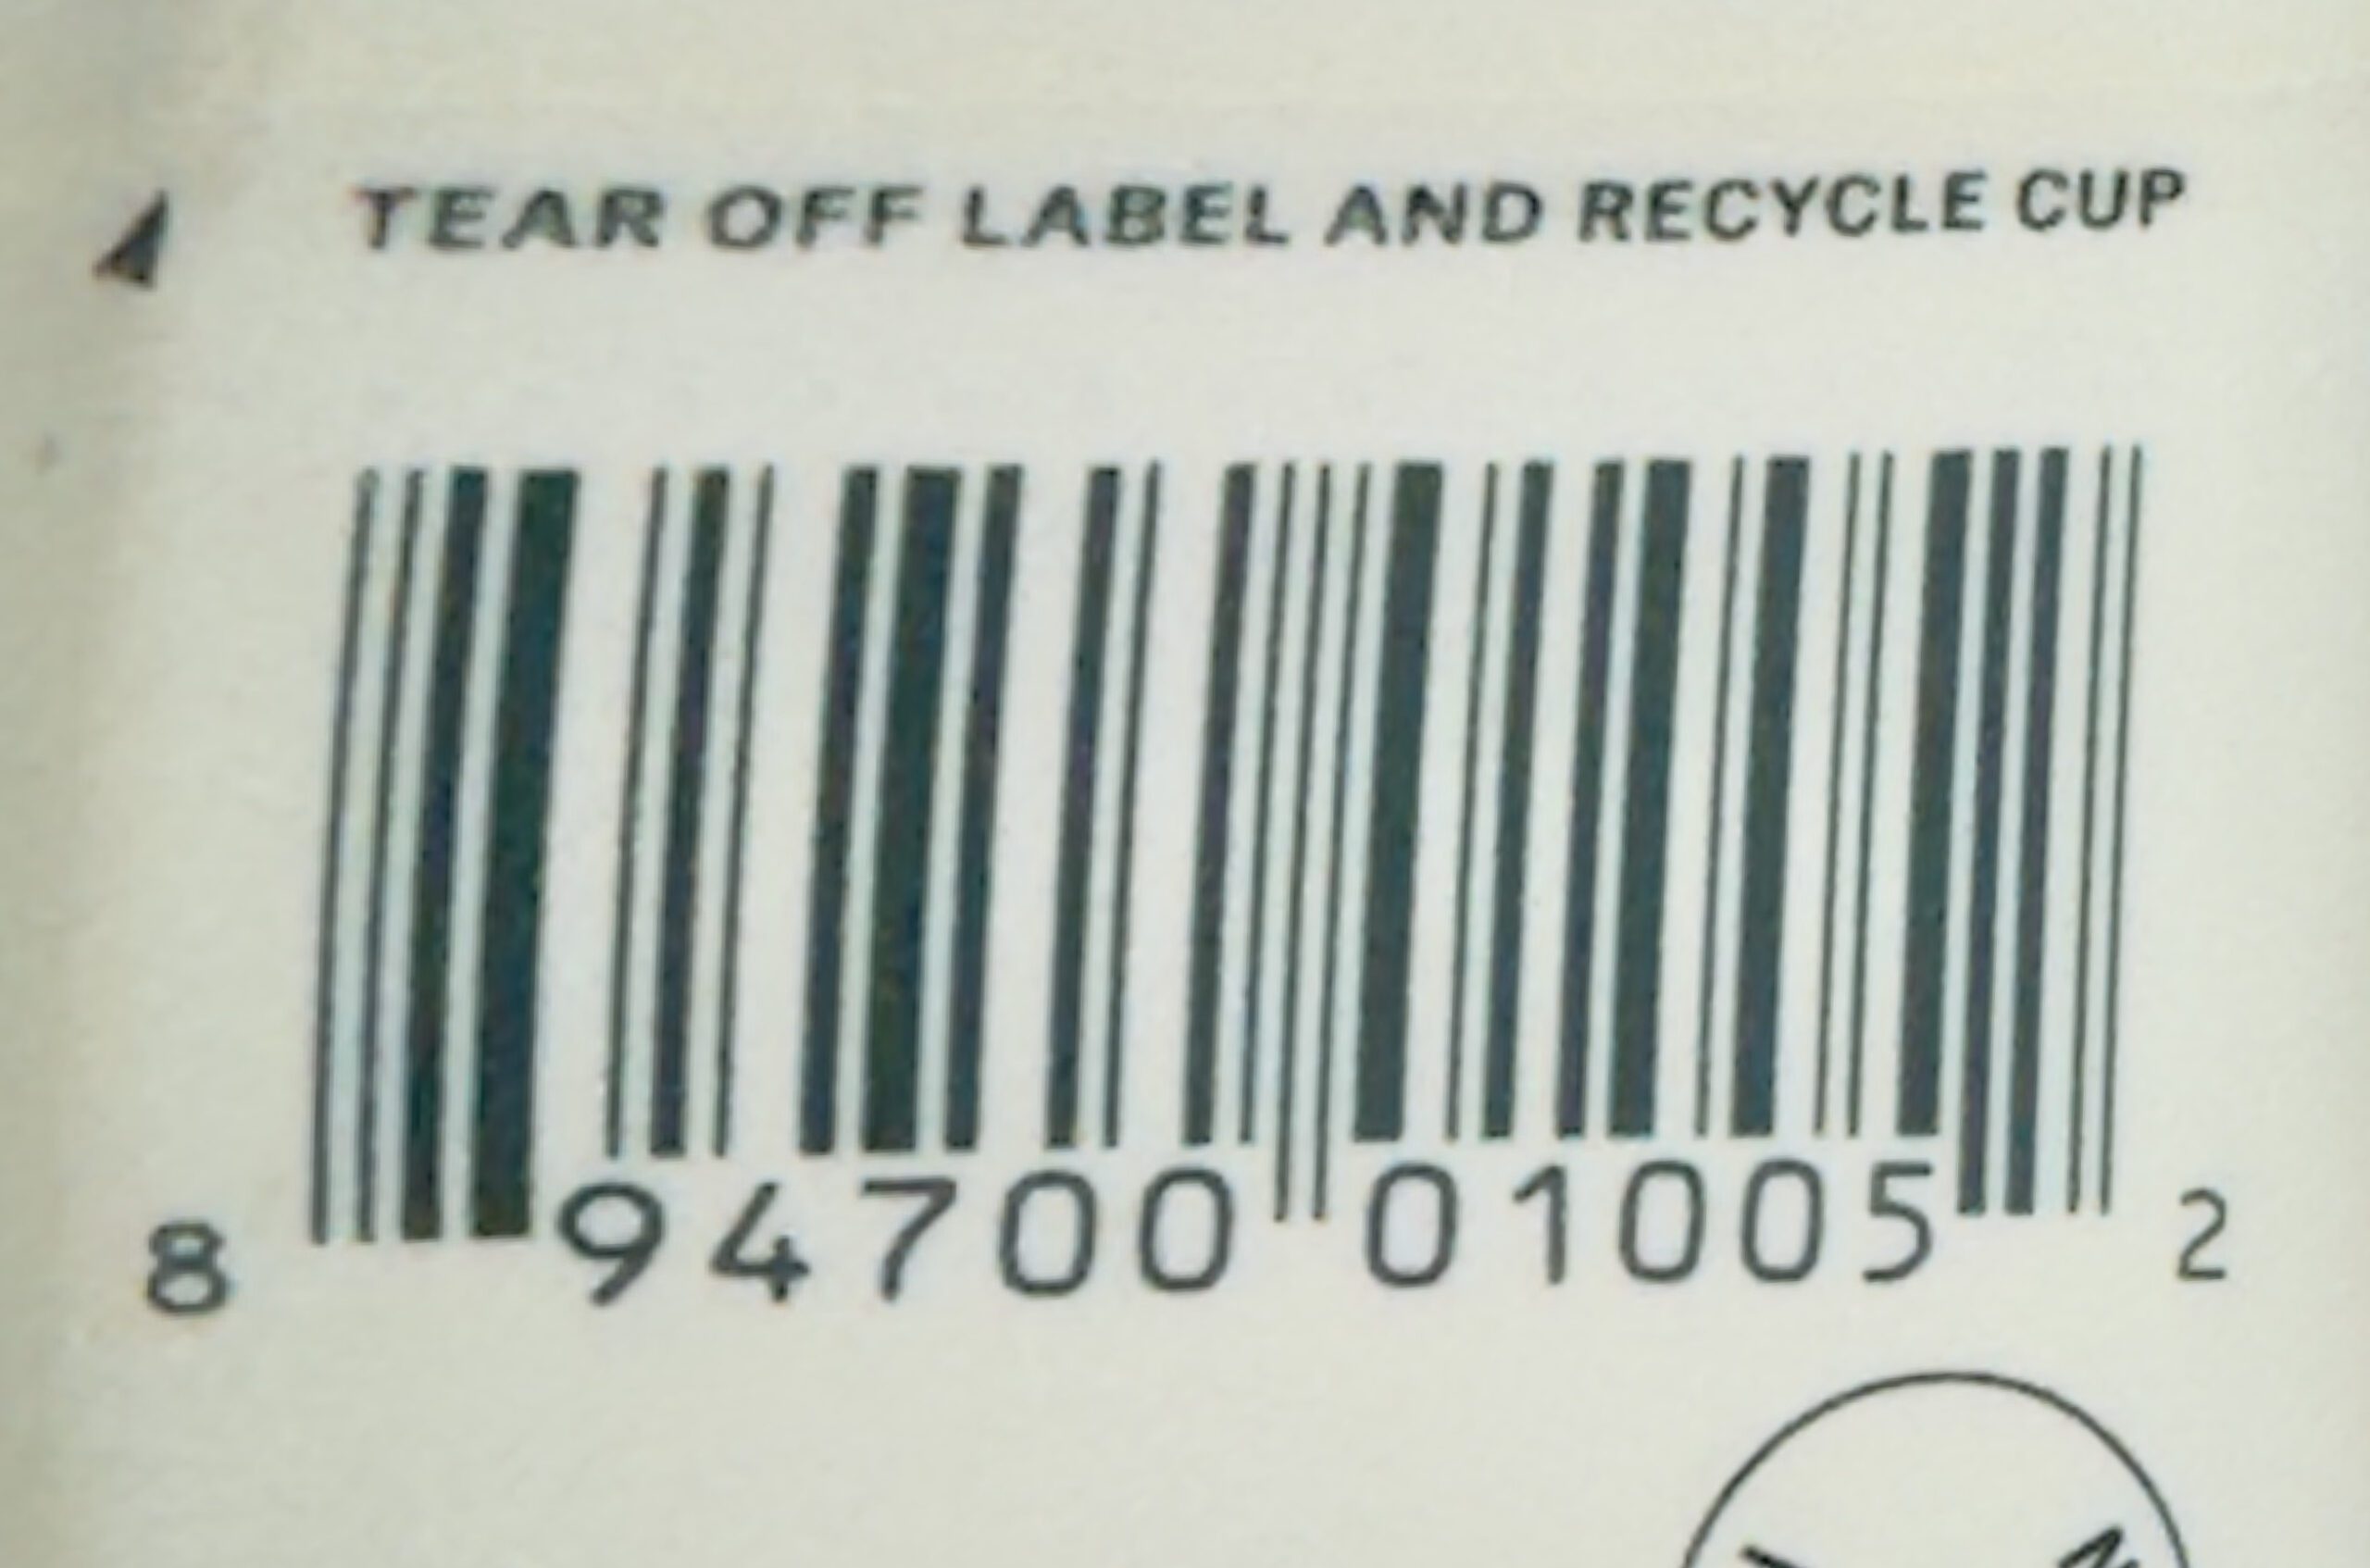 TEAR OFF LABEL AND RECYCLE CUP
8 94700 01005 2